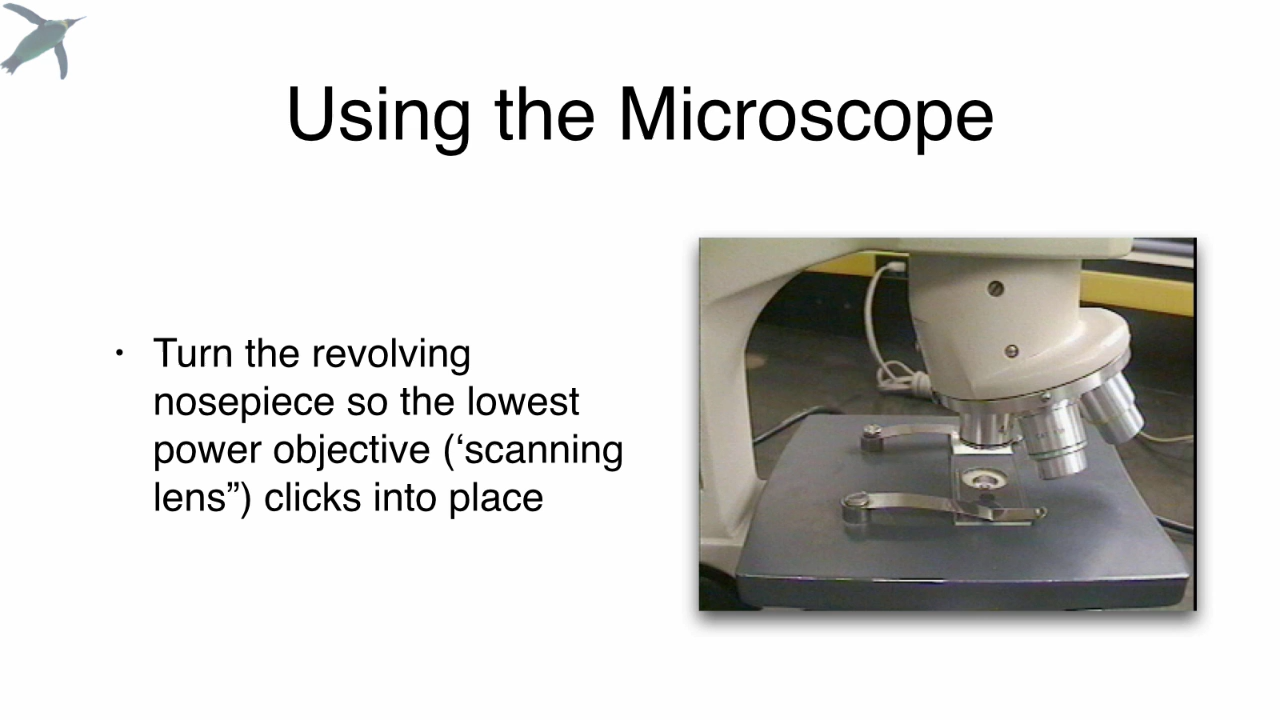 Using the Microscope
• Turn the revolving
nosepiece so the lowest
power objective (‘scanning
lens”) clicks into place